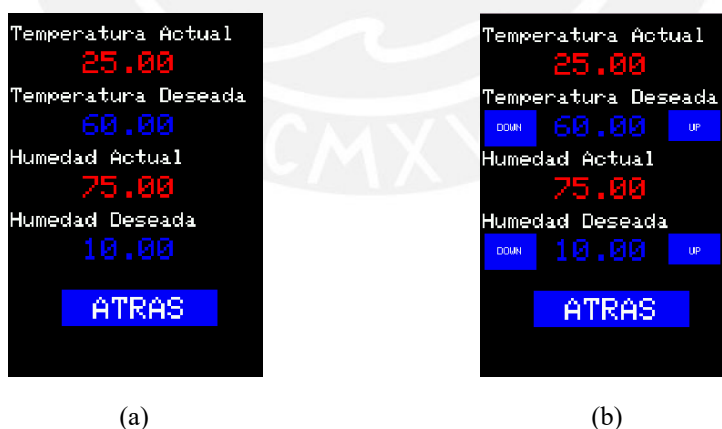 Temperatura Actual
25.00
Temperatura Deseada
60.00
Humedad Actual
75.00
Humedad Deseada
10.00
ATRAS
(a)
Temperatura Actual
25.00
Temperatura Deseada
DOWN 60.00 UP
Humedad Actual
75.00
Humedad Deseada
DOWN 10.00 UP
ATRAS
(b)